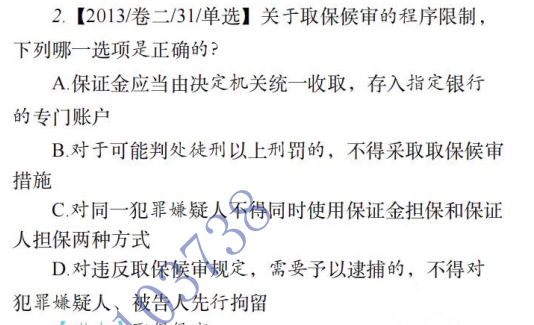 2.【2013/卷二/31/单选】关于取保候审的程序限制，
下列哪一选项是正确的？
A.保证金应当由决定机关统一收取，存入指定银行
的专门账户
B.对于可能判处徒刑以上刑罚的，不得采取取保候审
措施
C.对同一犯罪嫌疑人不得同时使用保证金担保和保证
人担保两种方式
D.对违反取保候审规定，需要予以逮捕的，不得对
犯罪嫌疑人、被告人先行拘留
103738